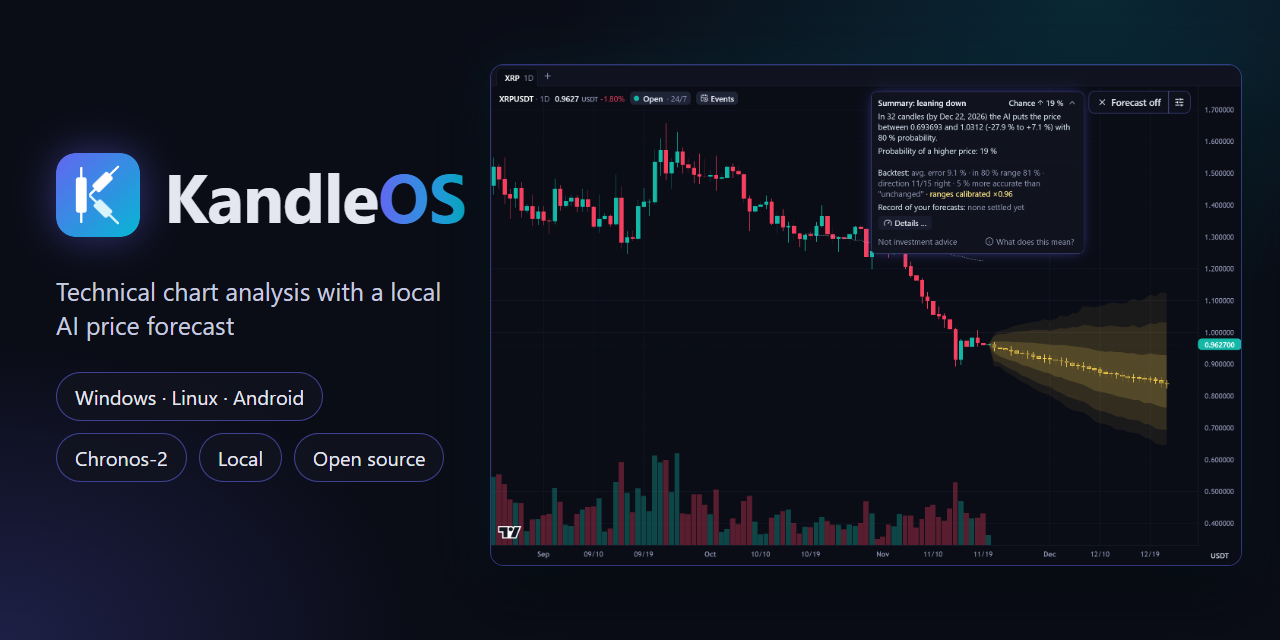 KandleOS
Technical chart analysis with a local
AI price forecast
Windows · Linux · Android
Chronos-2
Local
Open source
XRP 1D +
XRPUSDT · 1D 0.9627 USDT -1.80% Open · 24/7 Events
Summary: leaning down Chance ↑ 19 %
In 32 candles (by Dec 22, 2026) the AI puts the price
between 0.693693 and 1.0312 (-27.9 % to +7.1 %) with
80 % probability.
Probability of a higher price: 19 %
Backtest: avg. error 9.1 % · in 80 % range 81 % ·
direction 11/15 right · 5 % more accurate than
"unchanged" · ranges calibrated ×0.96
Record of your forecasts: none settled yet
Details ...
Not investment advice What does this mean?
Forecast off
1.700000
1.600000
1.500000
1.400000
1.300000
1.200000
1.100000
1.000000
0.962700
0.900000
0.800000
0.700000
0.600000
0.500000
0.400000
Sep 09/10 09/19 Oct 10/10 10/19 Nov 11/10 11/19 Dec 12/10 12/19 USDT